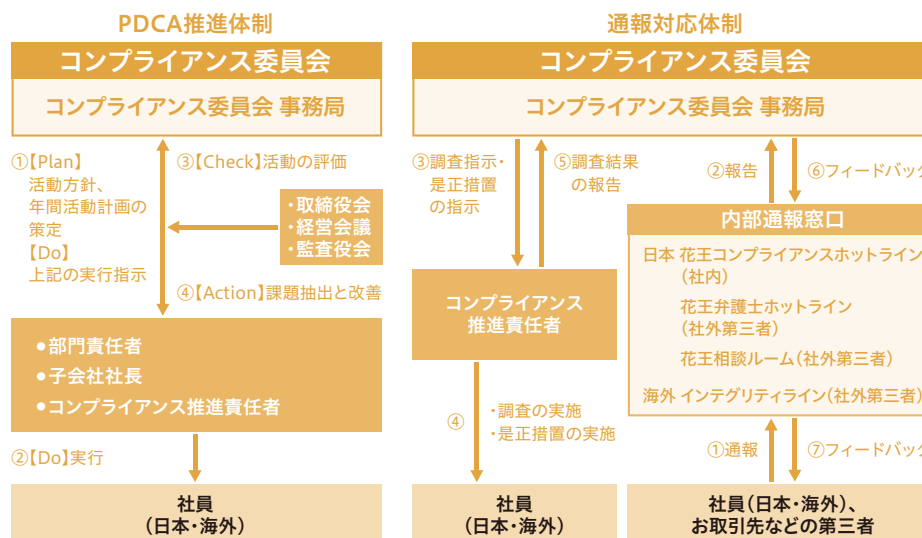 PDCA推進体制
コンプライアンス委員会
コンプライアンス委員会 事務局
①【Plan】
活動方針、
年間活動計画の
策定
【Do】
上記の実行指示
③【Check】活動の評価
・取締役会
・経営会議
・監査役会
④【Action】課題抽出と改善
●部門責任者
●子会社社長
●コンプライアンス推進責任者
②【Do】実行
社員
（日本・海外）
通報対応体制
コンプライアンス委員会
コンプライアンス委員会 事務局
③調査指示・
是正措置
の指示
⑤調査結果
の報告
②報告
⑥フィードバック
コンプライアンス
推進責任者
内部通報窓口
日本 花王コンプライアンスホットライン
（社内）
花王弁護士ホットライン
（社外第三者）
花王相談ルーム（社外第三者）
海外 インテグリティライン（社外第三者）
④
・調査の実施
・是正措置の実施
①通報
⑦フィードバック
社員
（日本・海外）
社員（日本・海外）、
お取引先などの第三者